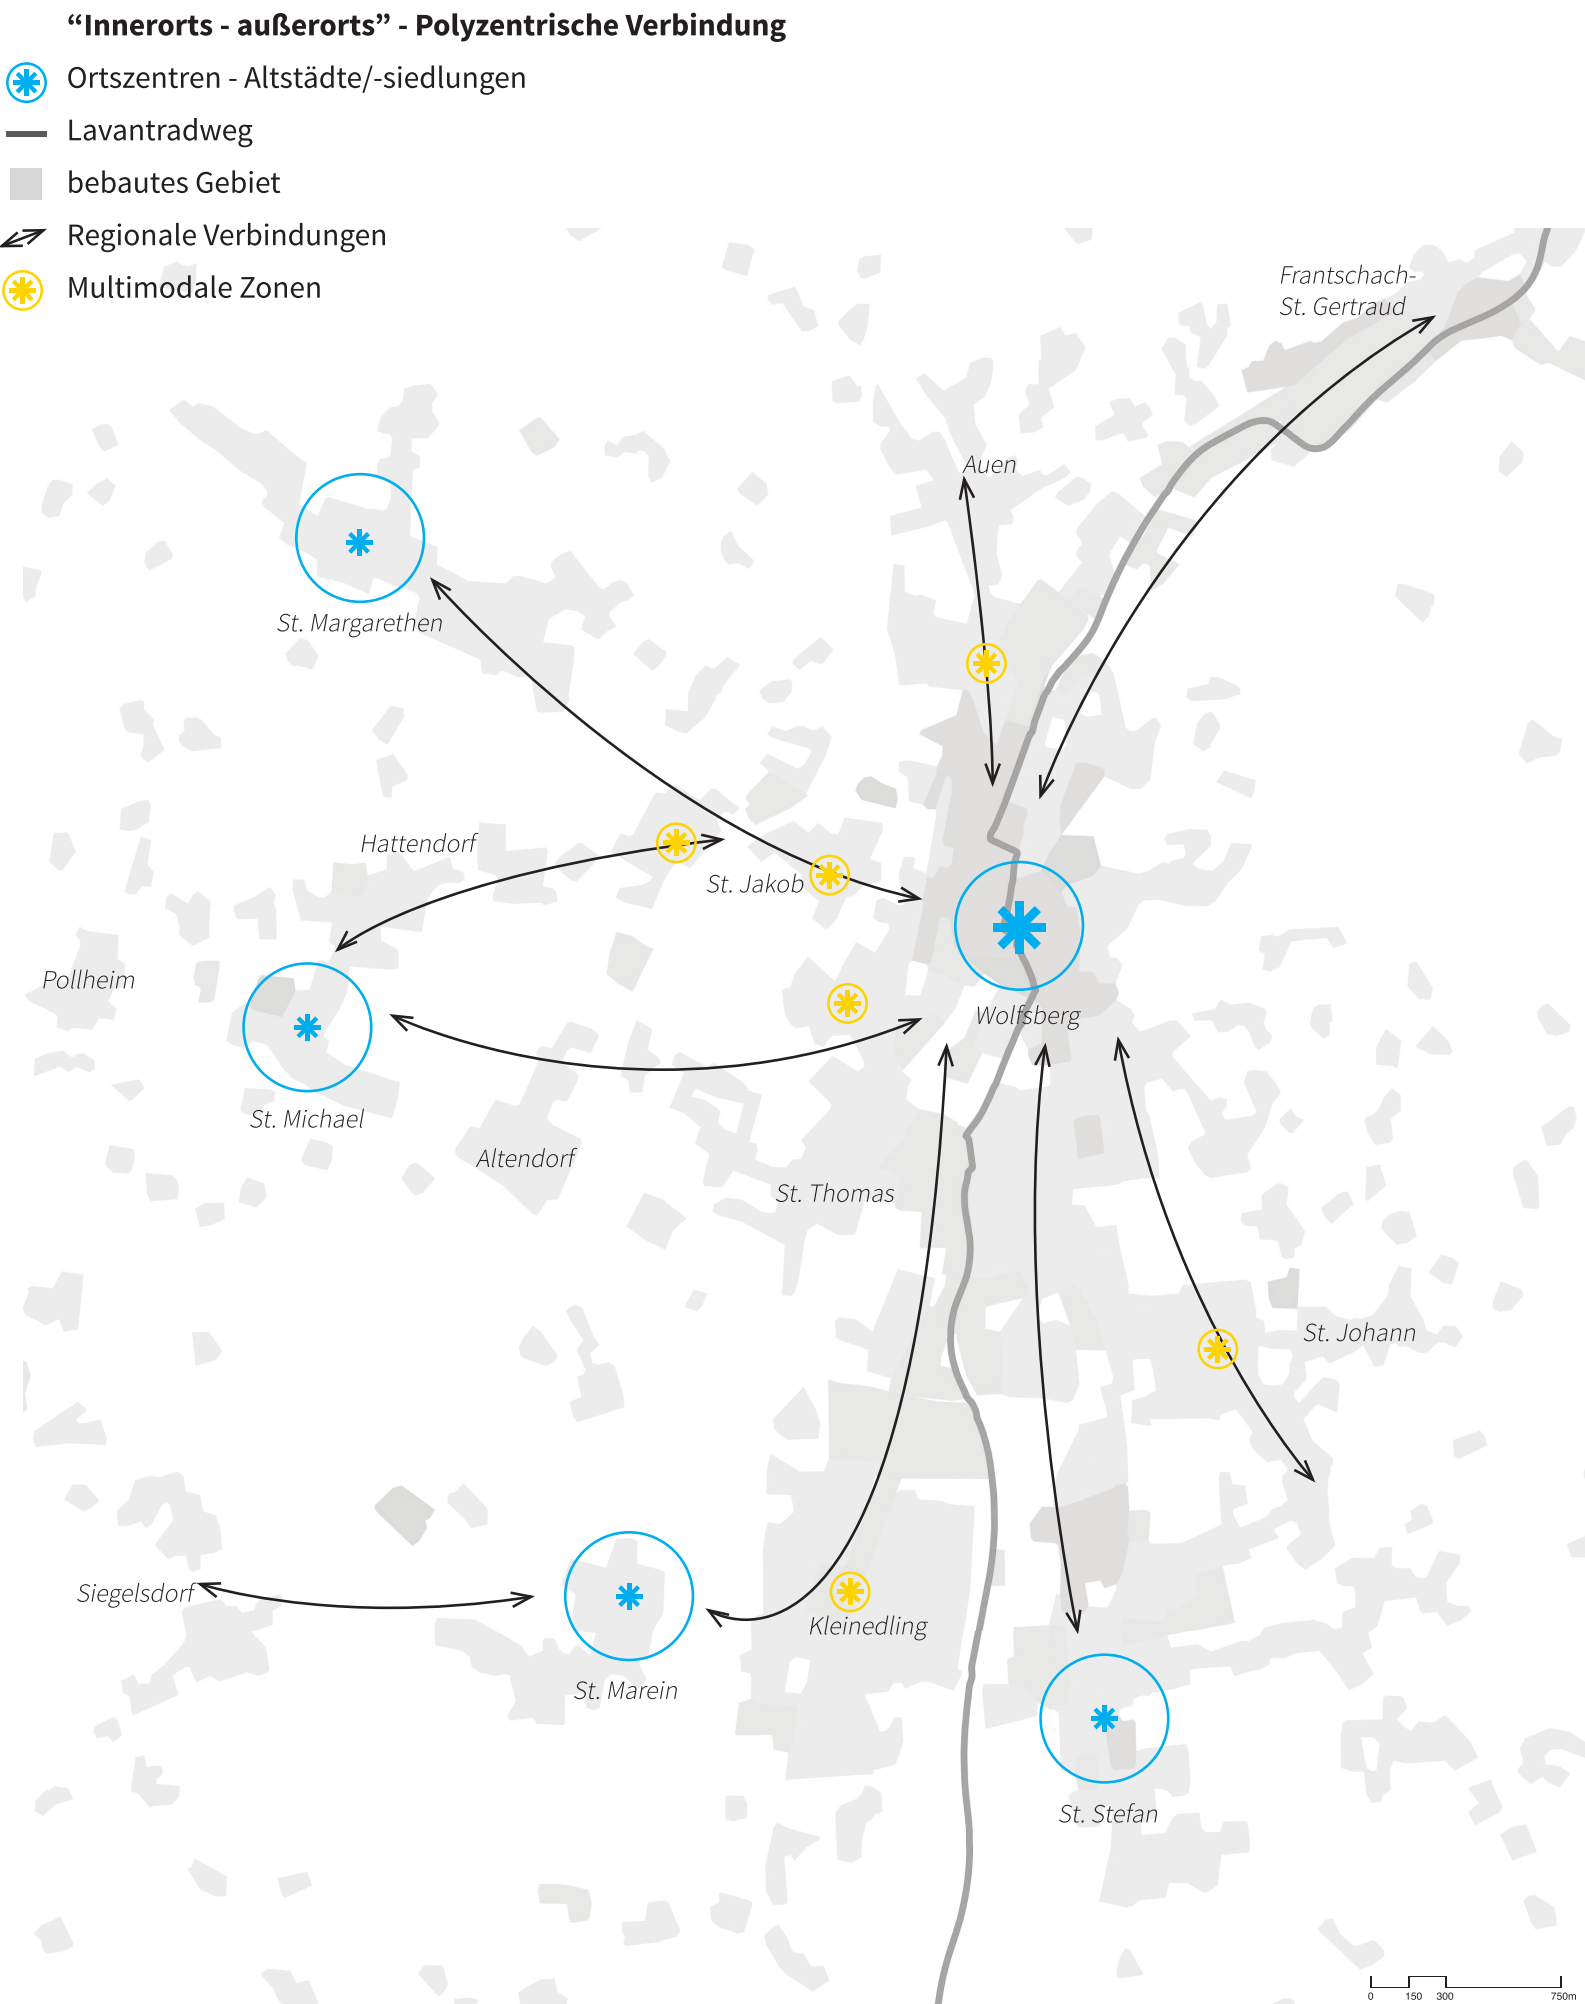 “Innerorts - außerorts” - Polyzentrische Verbindung
Ortszentren - Altstädte/-siedlungen
Lavantradweg
bebautes Gebiet
Regionale Verbindungen
Multimodale Zonen
Frantschach-
St. Gertraud
Auen
St. Margarethen
Hattendorf
St. Jakob
Pollheim
Wolfsberg
St. Michael
Altendorf
St. Thomas
St. Johann
Siegelsdorf
Kleinedling
St. Marein
St. Stefan
0 150 300 750m